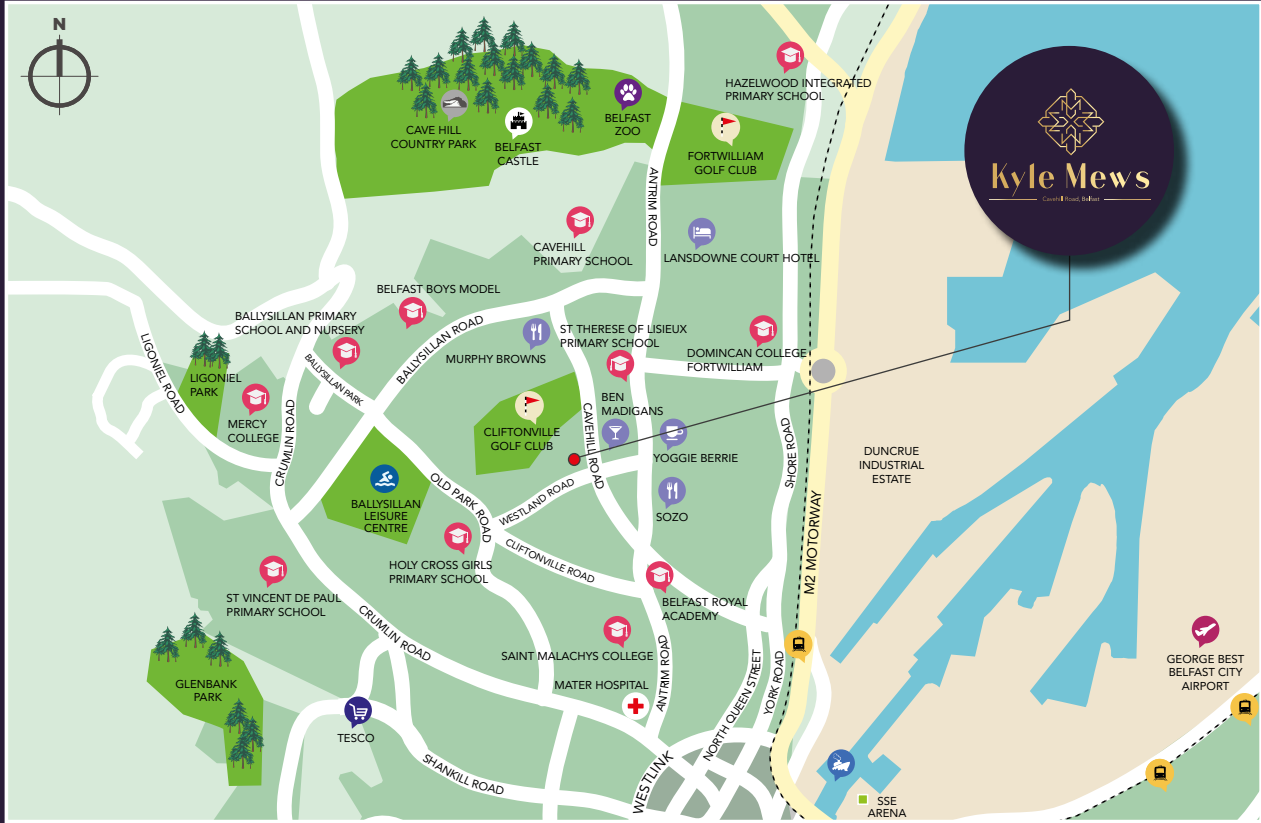 N
HAZELWOOD INTEGRATED
PRIMARY SCHOOL
CAVE HILL
COUNTRY PARK
BELFAST
CASTLE
BELFAST
ZOO
FORTWILLIAM
GOLF CLUB
Kyle Mews
Cavehill Road, Belfast
ANTRIM ROAD
CAVEHILL
PRIMARY SCHOOL
LANSDOWNE COURT HOTEL
BELFAST BOYS MODEL
BALLYSILLAN PRIMARY
SCHOOL AND NURSERY
BALLYSILLAN ROAD
ST THERESE OF LISIEUX
PRIMARY SCHOOL
MURPHY BROWNS
DOMINCAN COLLEGE
FORTWILLIAM
LIGONIEL ROAD
BALLYSILLAN PARK
LIGONIEL
PARK
MERCY
COLLEGE
CRUMLIN ROAD
BEN
MADIGANS
CAVEHILL ROAD
CLIFTONVILLE
GOLF CLUB
YOGGIE BERRIE
SHORE ROAD
DUNCRUE
INDUSTRIAL
ESTATE
OLD PARK ROAD
WESTLAND ROAD
BALLYSILLAN
LEISURE
CENTRE
SOZO
M2 MOTORWAY
CLIFTONVILLE ROAD
HOLY CROSS GIRLS
PRIMARY SCHOOL
ST VINCENT DE PAUL
PRIMARY SCHOOL
CRUMLIN ROAD
BELFAST ROYAL
ACADEMY
SAINT MALACHYS COLLEGE
ANTRIM ROAD
MATER HOSPITAL
NORTH QUEEN STREET
YORK ROAD
GEORGE BEST
BELFAST CITY
AIRPORT
GLENBANK
PARK
TESCO
SHANKILL ROAD
WESTLINK
SSE
ARENA